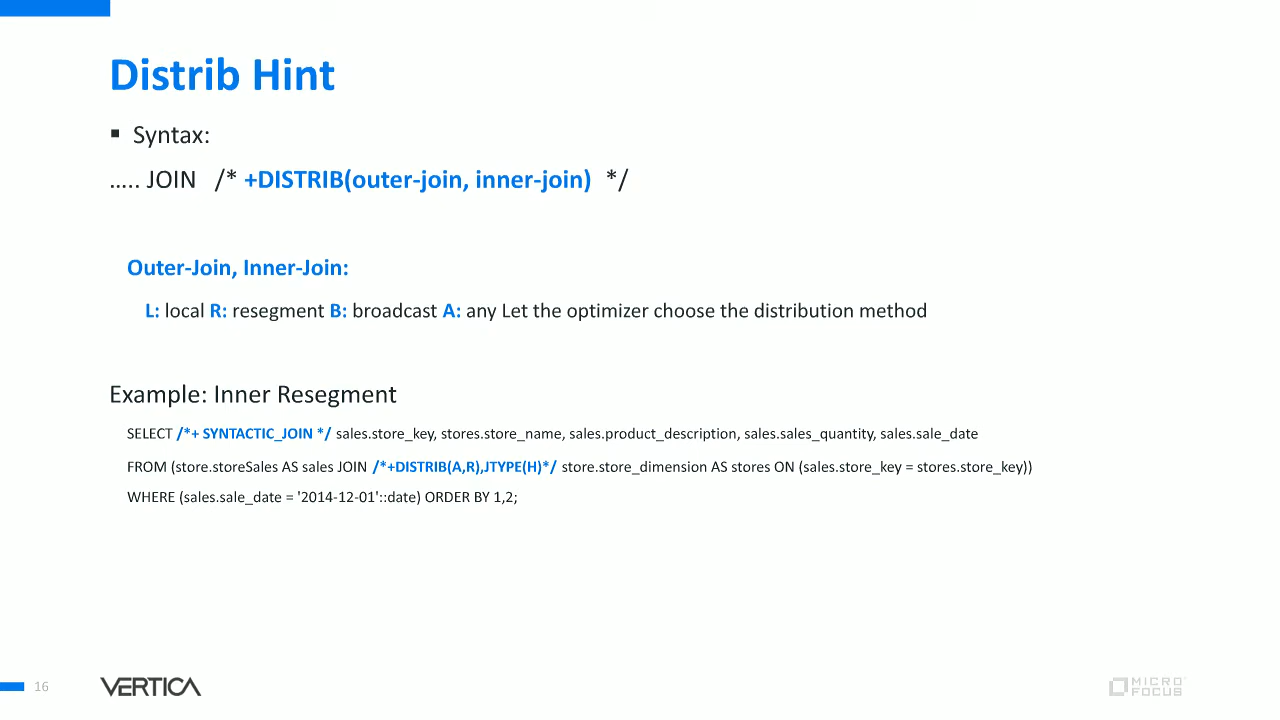 Distrib Hint
▪ Syntax:
….. JOIN /* +DISTRIB(outer-join, inner-join) */
Outer-Join, Inner-Join:
L: local R: resegment B: broadcast A: any Let the optimizer choose the distribution method
Example: Inner Resegment
SELECT /*+ SYNTACTIC_JOIN */ sales.store_key, stores.store_name, sales.product_description, sales.sales_quantity, sales.sale_date
FROM (store.storeSales AS sales JOIN /*+DISTRIB(A,R),JTYPE(H)*/ store.store_dimension AS stores ON (sales.store_key = stores.store_key))
WHERE (sales.sale_date = '2014-12-01'::date) ORDER BY 1,2;
16
VERTICA
MICRO
FOCUS